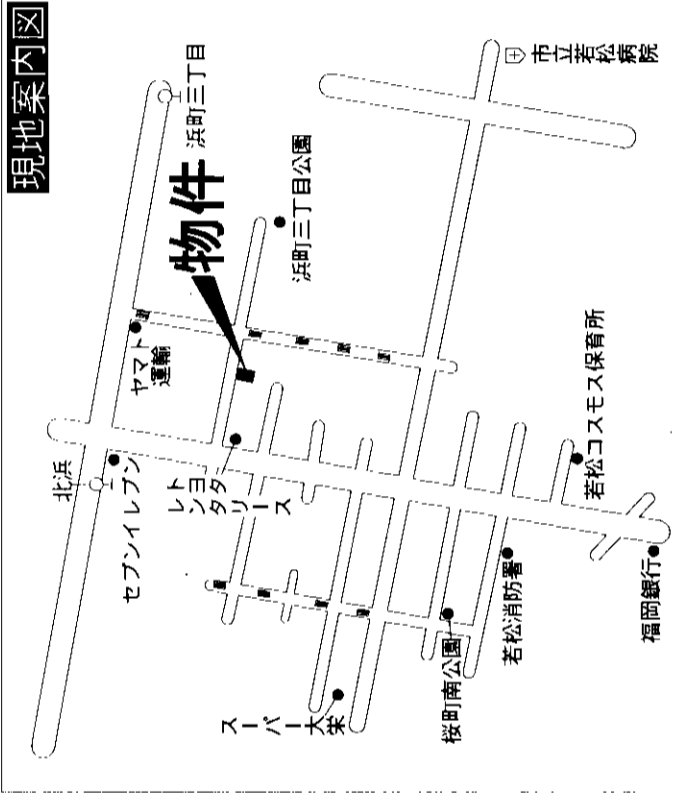 現地案内図
浜町三丁目
物件
浜町三丁目公園
市立若松病院
ヤマト
運輸
北浜
セブンイレブン
トヨタ
レンタ
リース
若松コスモス保育所
若松消防署
福岡銀行
桜町南公園
スーパー大栄